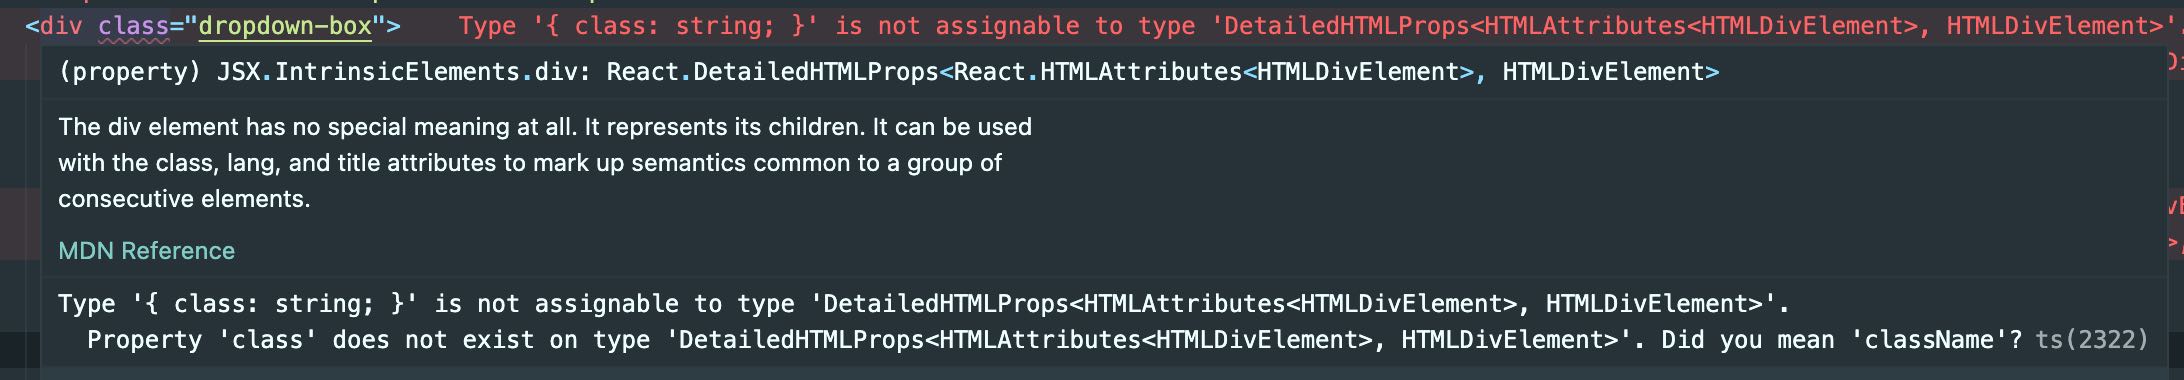 <div class="dropdown-box"> Type '{ class: string; }' is not assignable to type 'DetailedHTMLProps<HTMLAttributes<HTMLDivElement>, HTMLDivElement>'.
(property) JSX.IntrinsicElements.div: React.DetailedHTMLProps<React.HTMLAttributes<HTMLDivElement>, HTMLDivElement>
The div element has no special meaning at all. It represents its children. It can be used
with the class, lang, and title attributes to mark up semantics common to a group of
consecutive elements.
MDN Reference
Type '{ class: string; }' is not assignable to type 'DetailedHTMLProps<HTMLAttributes<HTMLDivElement>, HTMLDivElement>'.
Property 'class' does not exist on type 'DetailedHTMLProps<HTMLAttributes<HTMLDivElement>, HTMLDivElement>'. Did you mean 'className'? ts(2322)